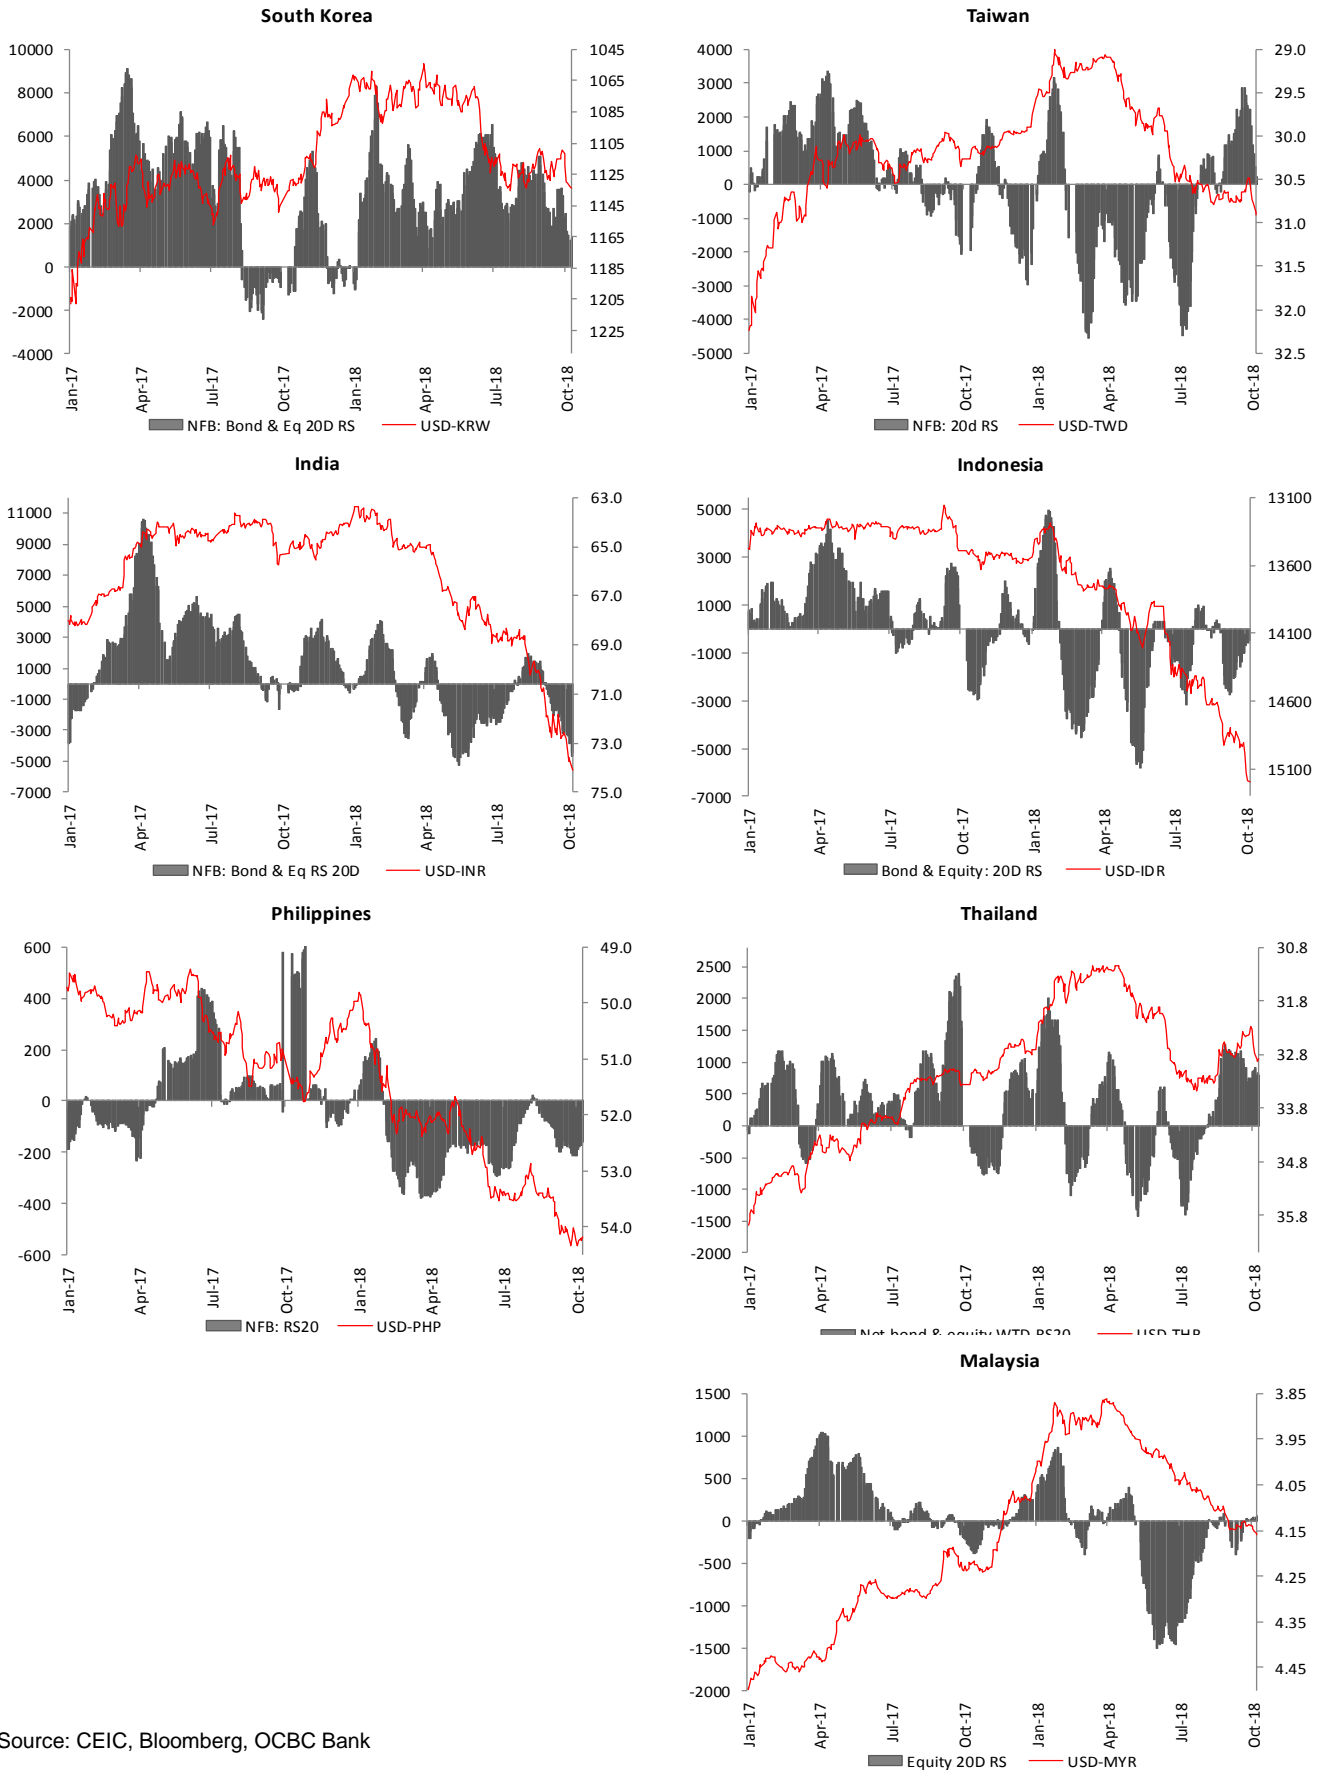 South Korea
10000
8000
6000
4000
2000
0
-2000
-4000
1045
1065
1085
1105
1125
1145
1165
1185
1205
1225
Jan-17
Apr-17
Jul-17
Oct-17
Jan-18
Apr-18
Jul-18
Oct-18
NFB: Bond & Eq 20D RS USD-KRW
Taiwan
4000
3000
2000
1000
0
-1000
-2000
-3000
-4000
-5000
29.0
29.5
30.0
30.5
31.0
31.5
32.0
32.5
Jan-17
Apr-17
Jul-17
Oct-17
Jan-18
Apr-18
Jul-18
Oct-18
NFB: 20d RS USD-TWD
India
11000
9000
7000
5000
3000
1000
-1000
-3000
-5000
-7000
63.0
65.0
67.0
69.0
71.0
73.0
75.0
Jan-17
Apr-17
Jul-17
Oct-17
Jan-18
Apr-18
Jul-18
Oct-18
NFB: Bond & Eq RS 20D USD-INR
Indonesia
5000
3000
1000
-1000
-3000
-5000
-7000
13100
13600
14100
14600
15100
Jan-17
Apr-17
Jul-17
Oct-17
Jan-18
Apr-18
Jul-18
Oct-18
Bond & Equity: 20D RS USD-IDR
Philippines
600
400
200
0
-200
-400
-600
49.0
50.0
51.0
52.0
53.0
54.0
Jan-17
Apr-17
Jul-17
Oct-17
Jan-18
Apr-18
Jul-18
Oct-18
NFB: RS20 USD-PHP
Thailand
2500
2000
1500
1000
500
0
-500
-1000
-1500
-2000
30.8
31.8
32.8
33.8
34.8
35.8
Jan-17
Apr-17
Jul-17
Oct-17
Jan-18
Apr-18
Jul-18
Oct-18
Net bond & equity WTD RS20 USD-THB
Malaysia
1500
1000
500
0
-500
-1000
-1500
-2000
3.85
3.95
4.05
4.15
4.25
4.35
4.45
Jan-17
Apr-17
Jul-17
Oct-17
Jan-18
Apr-18
Jul-18
Oct-18
Equity 20D RS USD-MYR
Source: CEIC, Bloomberg, OCBC Bank